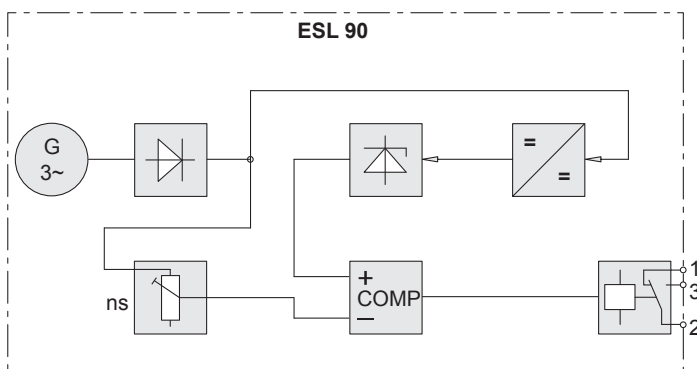 ESL 90
G
3~
=
=
ns
+
COMP
−
1
3
2